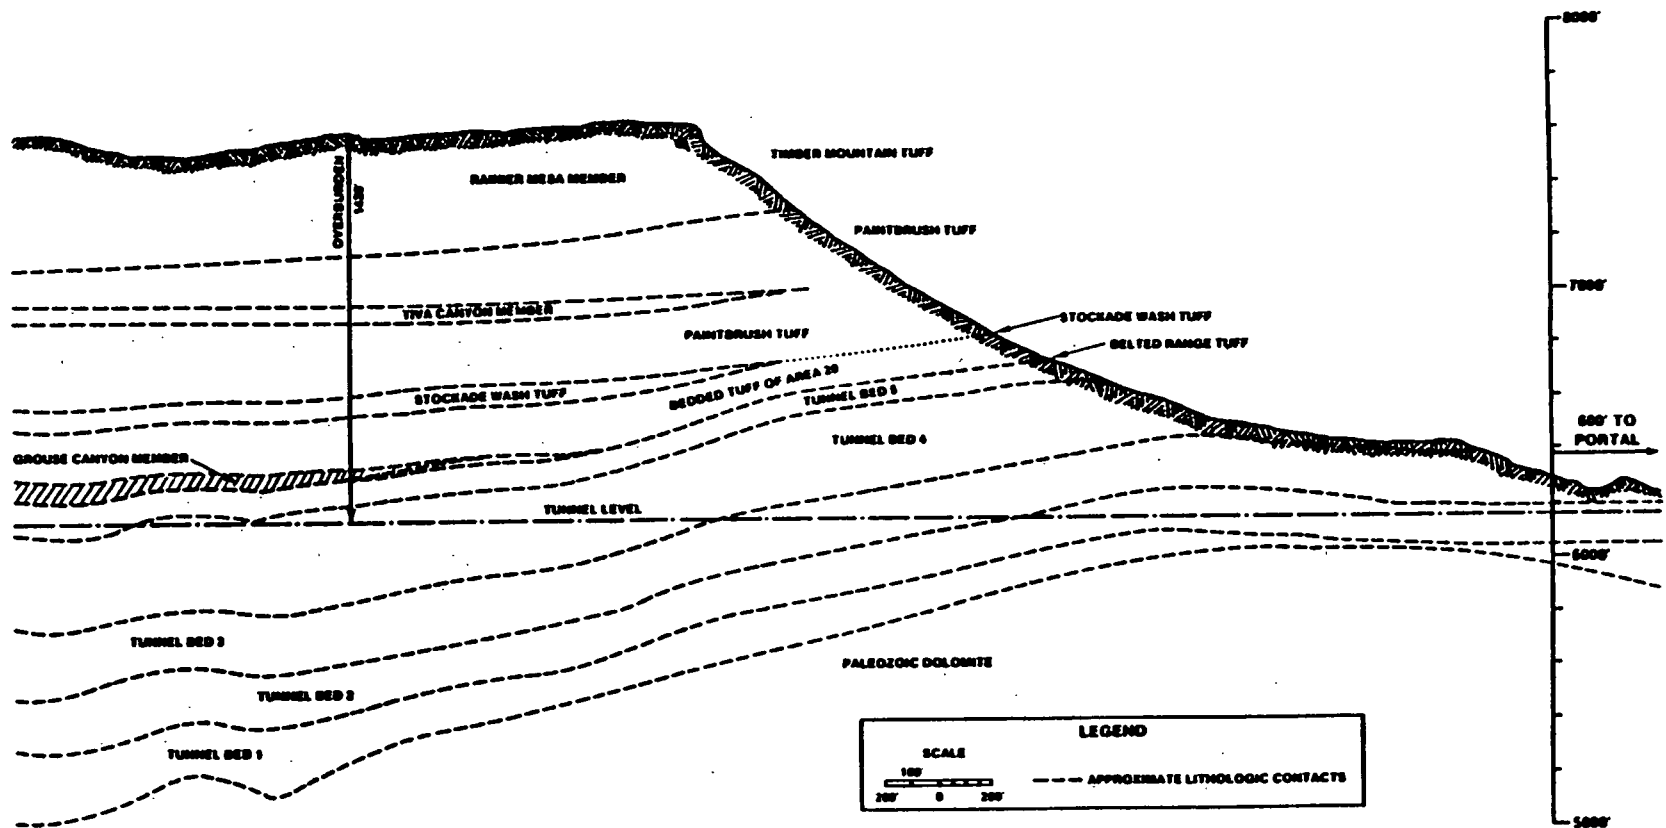 8000'
TIMBER MOUNTAIN TUFF
RAINIER MESA MEMBER
OVERBURDEN
PAINTBRUSH TUFF
7000'
TIVA CANYON MEMBER
STOCKADE WASH TUFF
PAINTBRUSH TUFF
BELTED RANGE TUFF
BEDDED TUFF OF AREA 20
STOCKADE WASH TUFF
TUNNEL BED 5
600' TO
PORTAL
TUNNEL BED 4
GROUSE CANYON MEMBER
TUNNEL LEVEL
6000'
TUNNEL BED 3
PALEOZOIC DOLOMITE
TUNNEL BED 2
TUNNEL BED 1
LEGEND
SCALE
100'
200' 0 200'
APPROXIMATE LITHOLOGIC CONTACTS
5000'